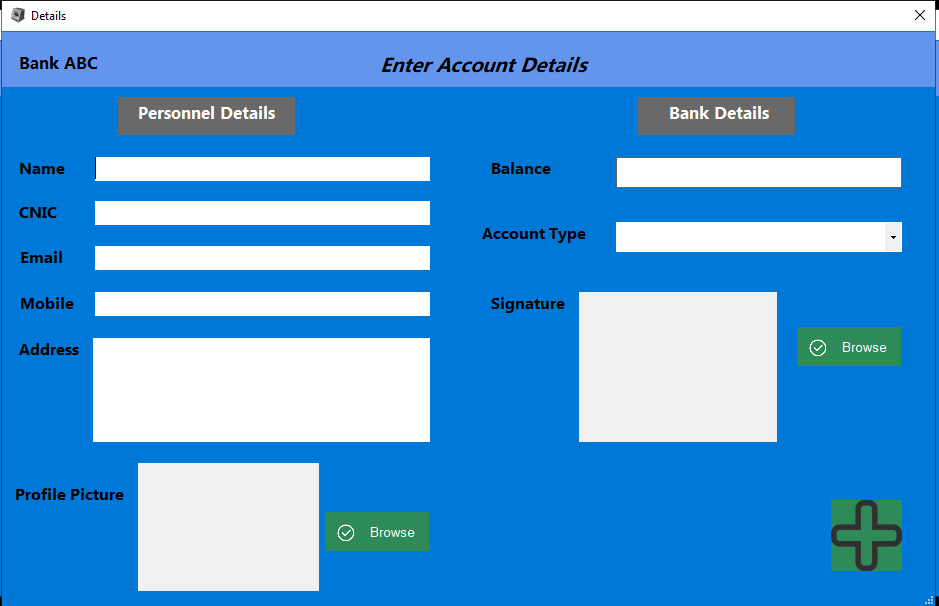 Details
Bank ABC
Enter Account Details
Personnel Details
Bank Details
Name
Balance
CNIC
Account Type
Email
Mobile
Signature
Address
Browse
Profile Picture
Browse